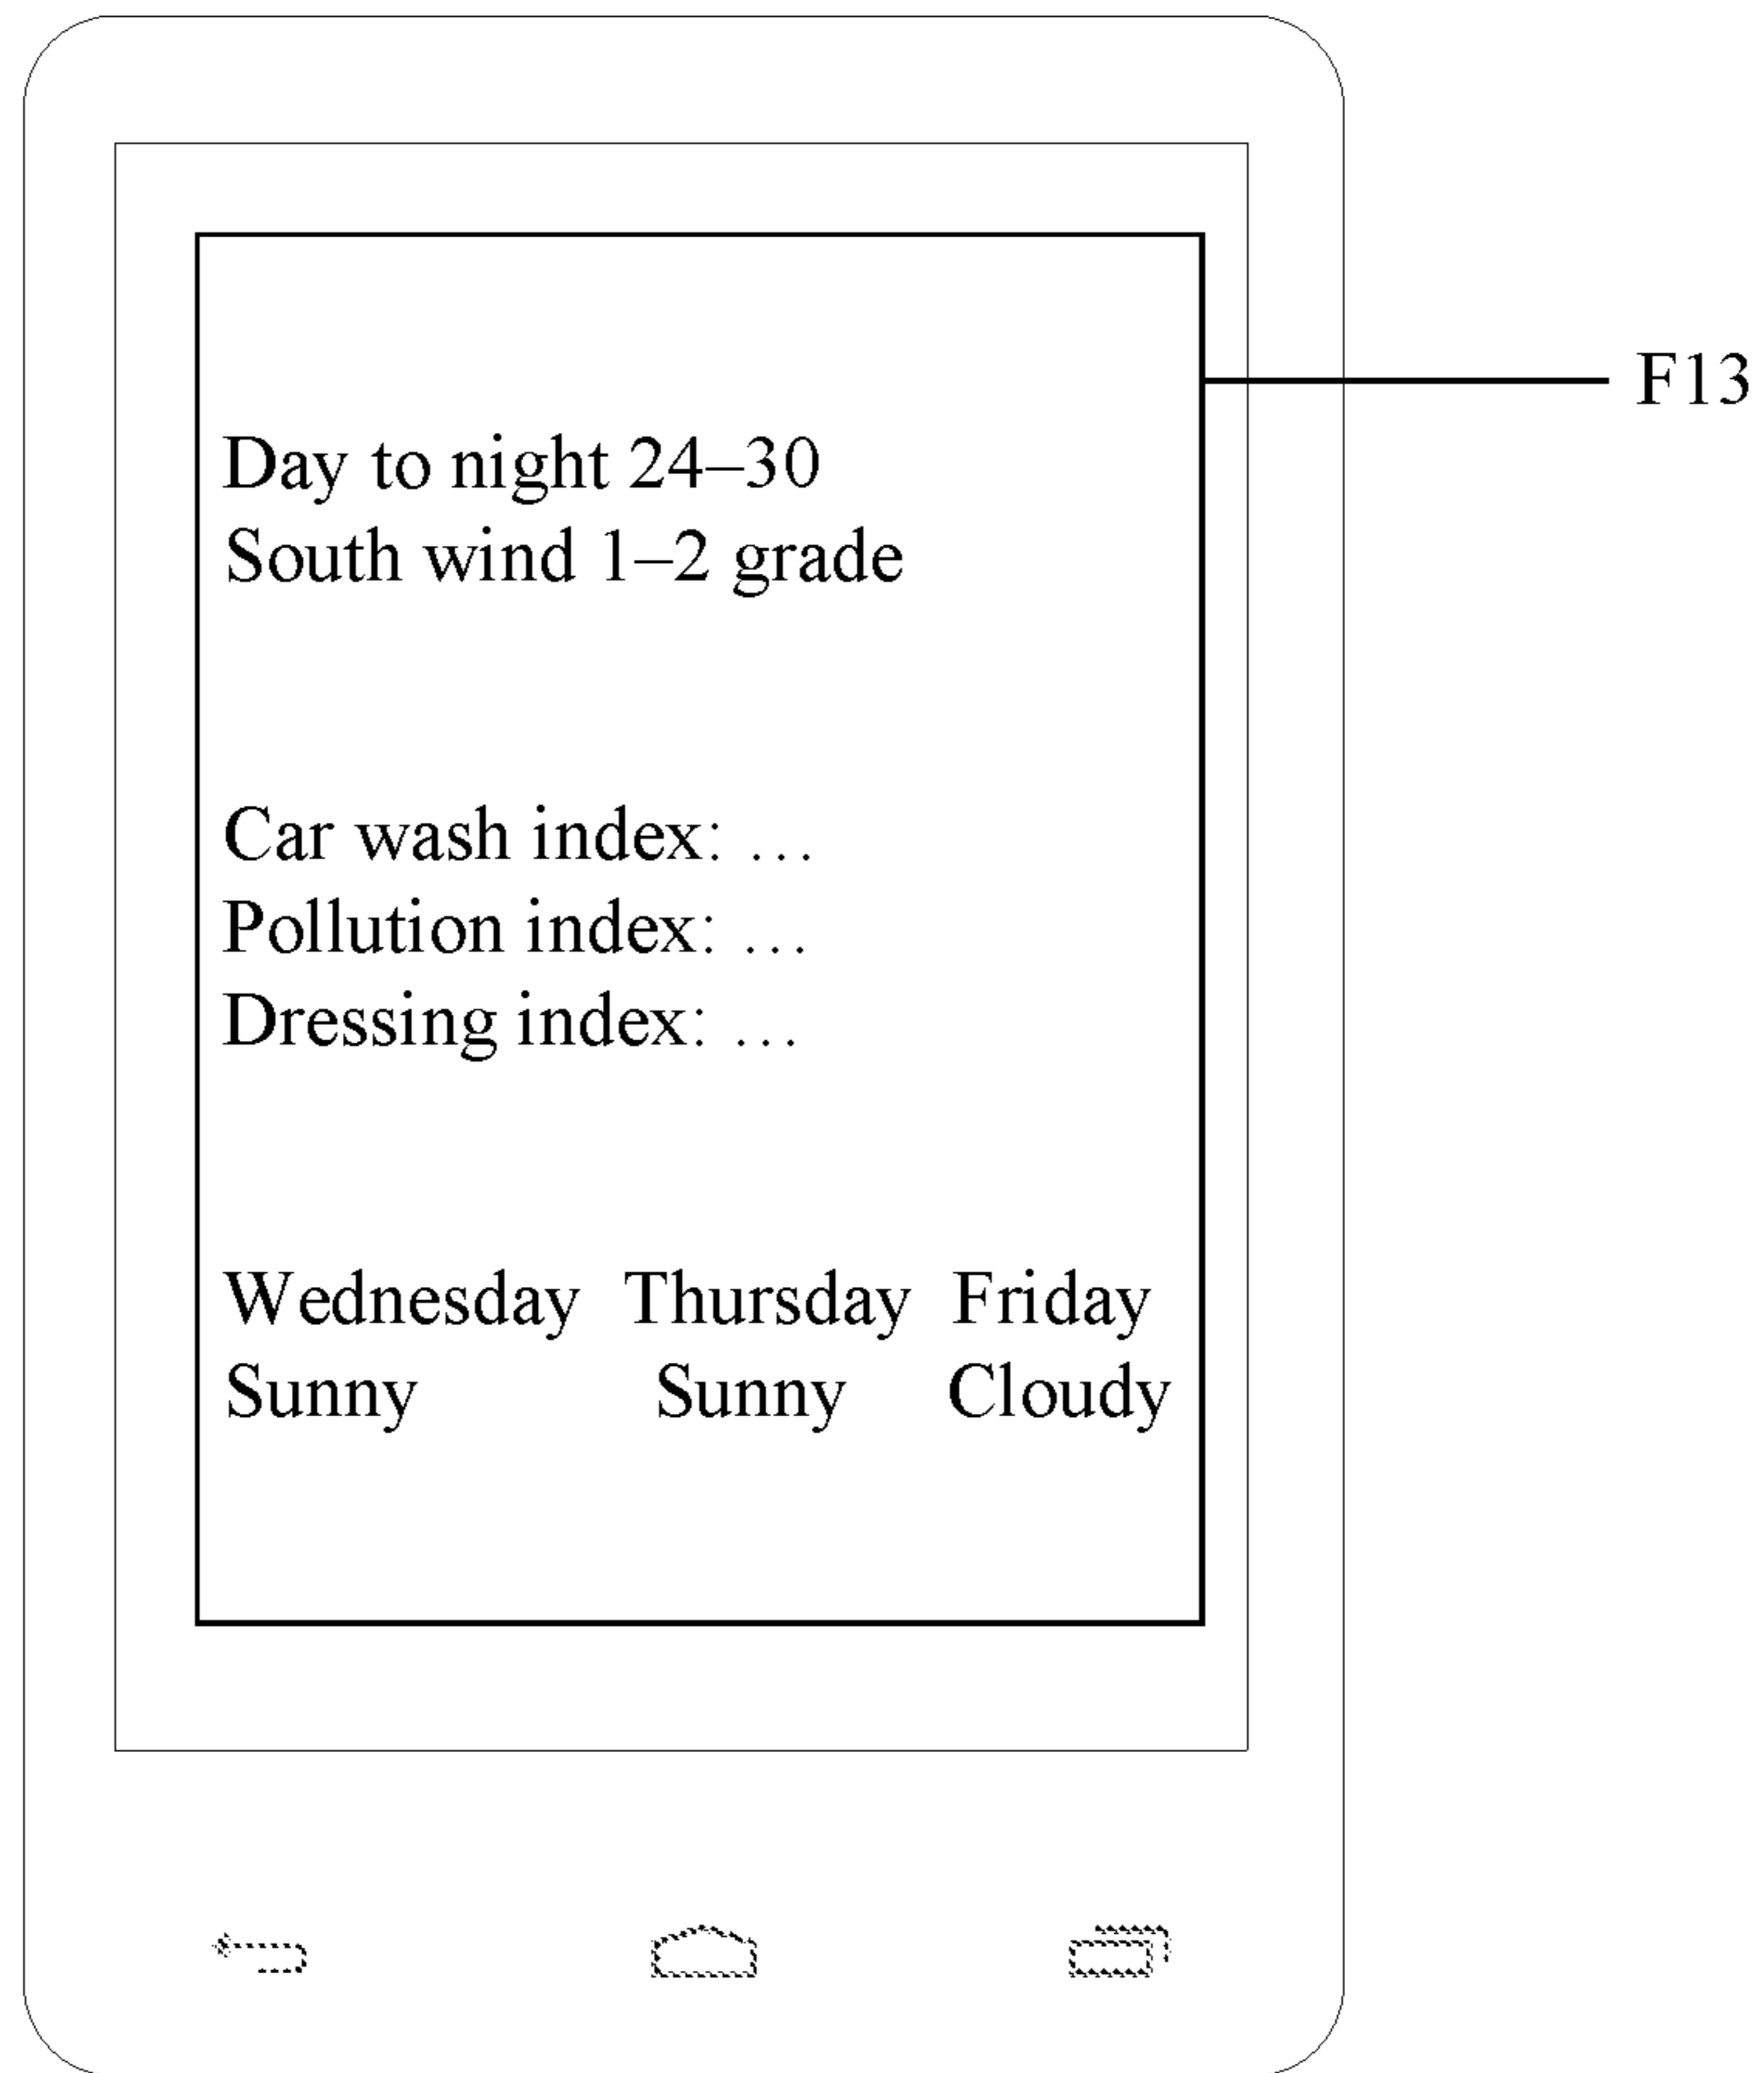 F13
Day to night 24–30
South wind 1–2 grade
Car wash index: …
Pollution index: …
Dressing index: …
Wednesday Thursday Friday
Sunny Sunny Cloudy